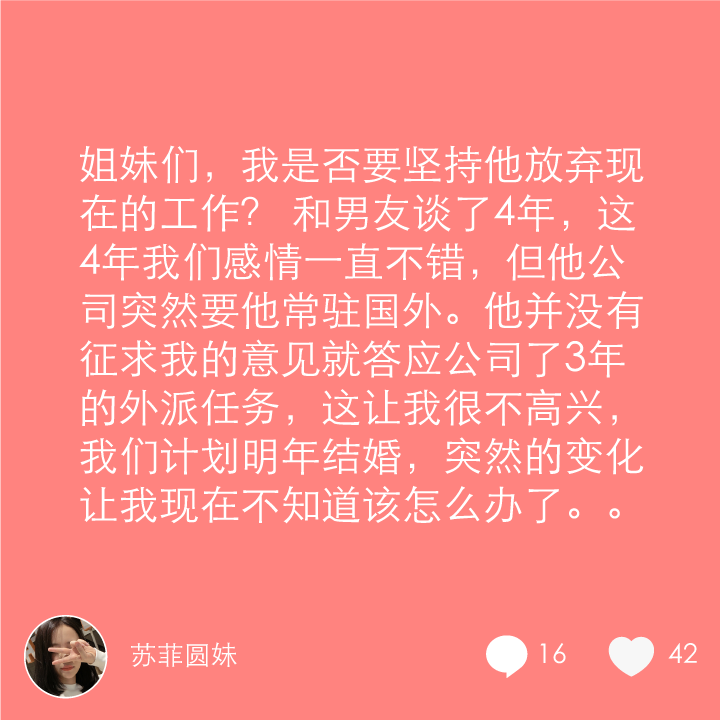 姐妹们，我是否要坚持他放弃现
在的工作？ 和男友谈了4年，这
4年我们感情一直不错，但他公
司突然要他常驻国外。他并没有
征求我的意见就答应公司了3年
的外派任务，这让我很不高兴，
我们计划明年结婚，突然的变化
让我现在不知道该怎么办了。。
苏菲圆妹 16 42